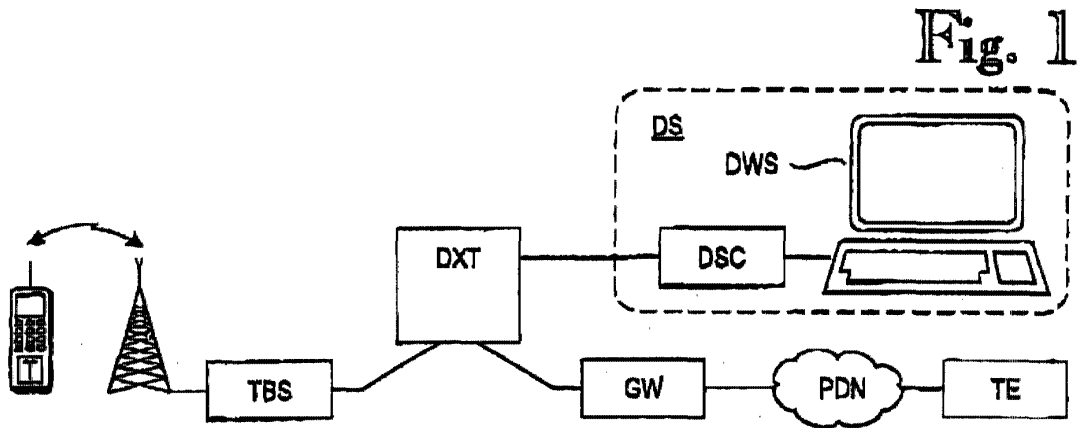 Fig. 1
DS
DWS
DXT
DSC
TBS
GW
PDN
TE